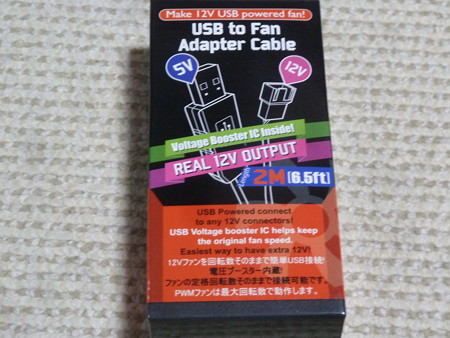 Make 12V USB powered fan!
USB to Fan
Adapter Cable
5V
12V
Voltage Booster IC Inside!
REAL 12V OUTPUT
Length 2M [6.5ft]
USB Powered connect
to any 12V connectors!
USB Voltage booster IC helps keep
the original fan speed.
Easiest way to have extra 12V!
12Vファンを回転数そのままで簡単USB接続!
電圧ブースター内蔵!
ファンの定格回転数そのままで接続可能です。
PWMファンは最大回転数で動作します。